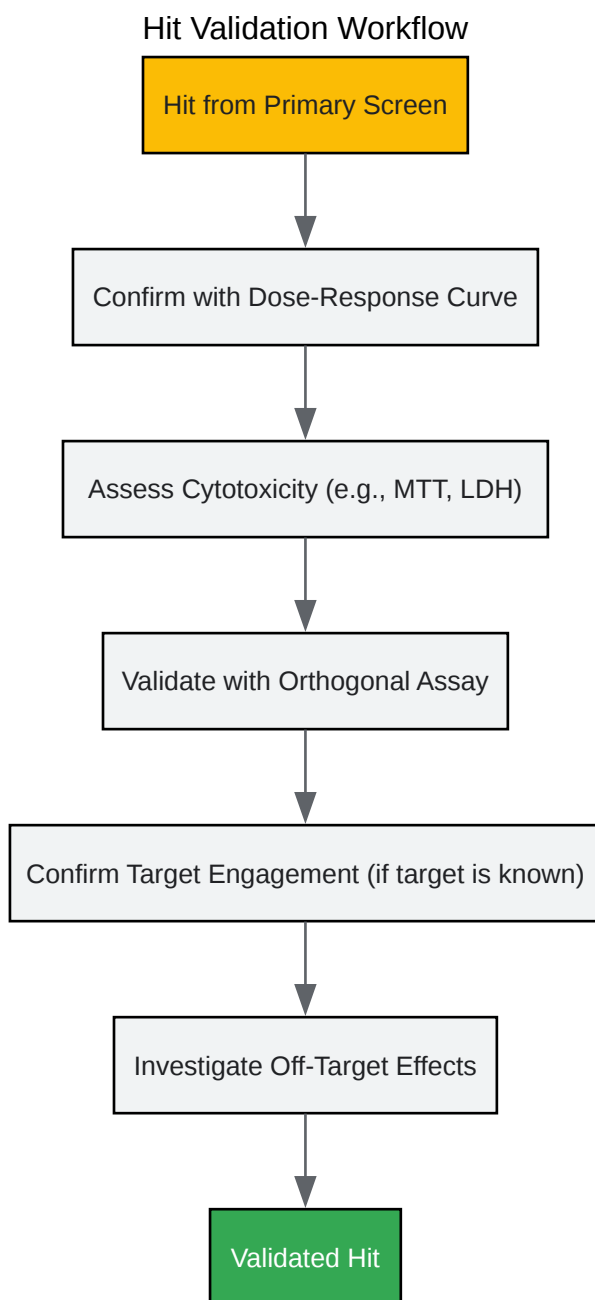 Hit Validation Workflow
Hit from Primary Screen
Confirm with Dose-Response Curve
Assess Cytotoxicity (e.g., MTT, LDH)
Validate with Orthogonal Assay
Confirm Target Engagement (if target is known)
Investigate Off-Target Effects
Validated Hit